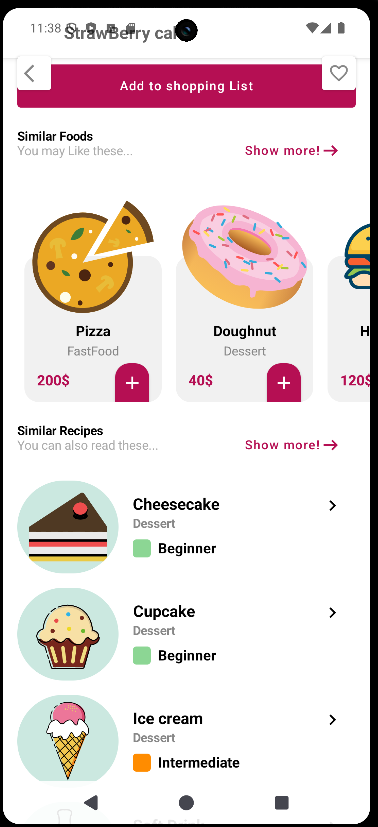 11:38
StrawBerry cak
Add to shopping List
Similar Foods
You may Like these...
Show more!
Pizza
FastFood
200$
Doughnut
Dessert
40$
H
120$
Similar Recipes
You can also read these...
Show more!
Cheesecake
Dessert
Beginner
Cupcake
Dessert
Beginner
Ice cream
Dessert
Intermediate
Soft Drink